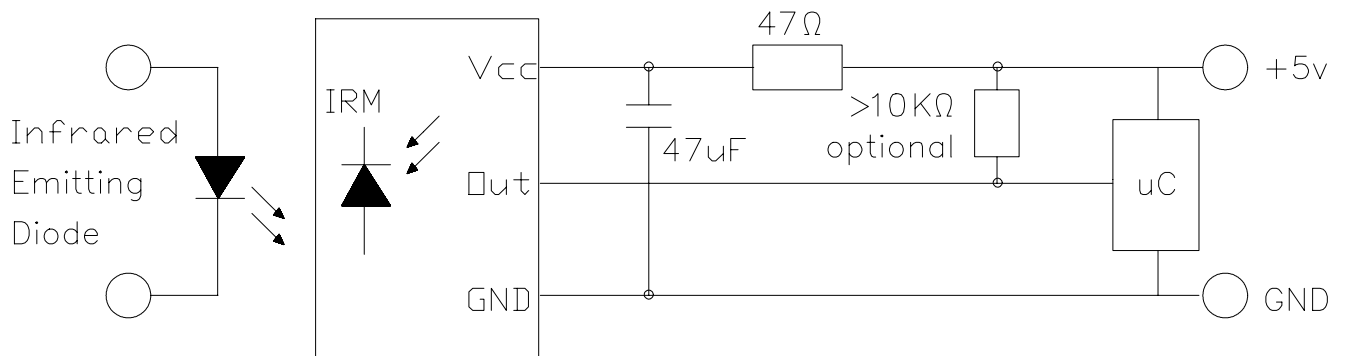 Infrared
Emitting
Diode
IRM
Vcc
Out
GND
47Ω
47uF
>10KΩ
optional
uC
+5v
GND